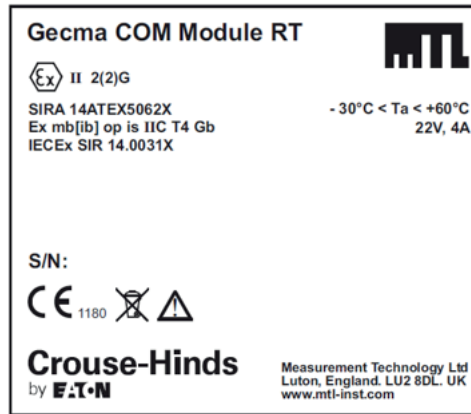 Gecma COM Module RT
MTL
Ex II 2(2)G
SIRA 14ATEX5062X
Ex mb[ib] op is IIC T4 Gb
IECEx SIR 14.0031X
- 30°C < Ta < +60°C
22V, 4A
S/N:
CE 1180
Crouse-Hinds
by EATON
Measurement Technology Ltd
Luton, England. LU2 8DL. UK
www.mtl-inst.com